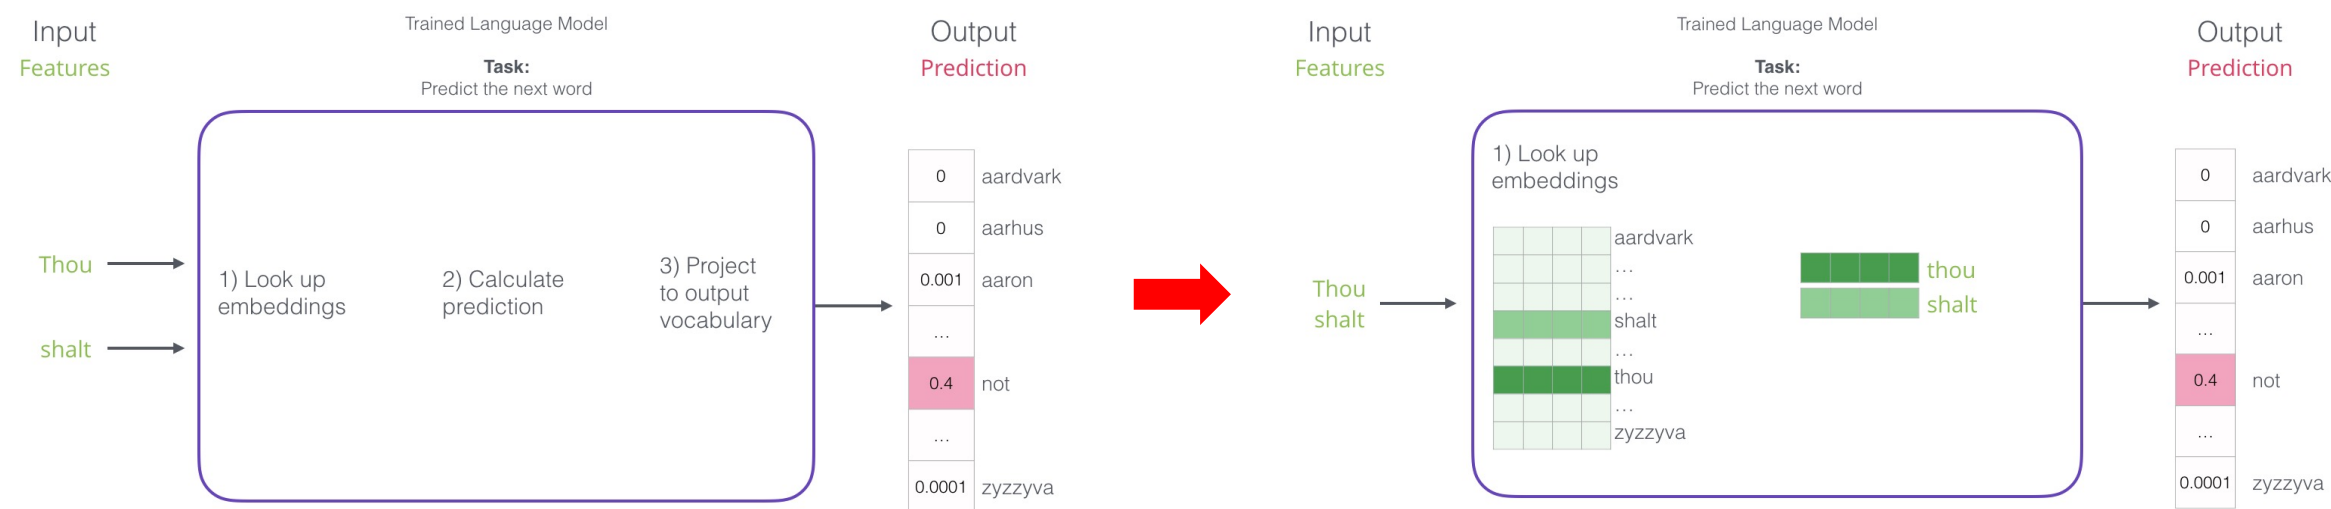 Input
Features
Trained Language Model
Task:
Predict the next word
Output
Prediction
Thou
shalt
1) Look up
embeddings
2) Calculate
prediction
3) Project
to output
vocabulary
0 aardvark
0 aarhus
0.001 aaron
...
0.4 not
...
0.0001 zyzzyva
Input
Features
Trained Language Model
Task:
Predict the next word
Output
Prediction
Thou
shalt
1) Look up
embeddings
aardvark
...
...
shalt
...
thou
...
zyzzyva
thou
shalt
0 aardvark
0 aarhus
0.001 aaron
...
0.4 not
...
0.0001 zyzzyva